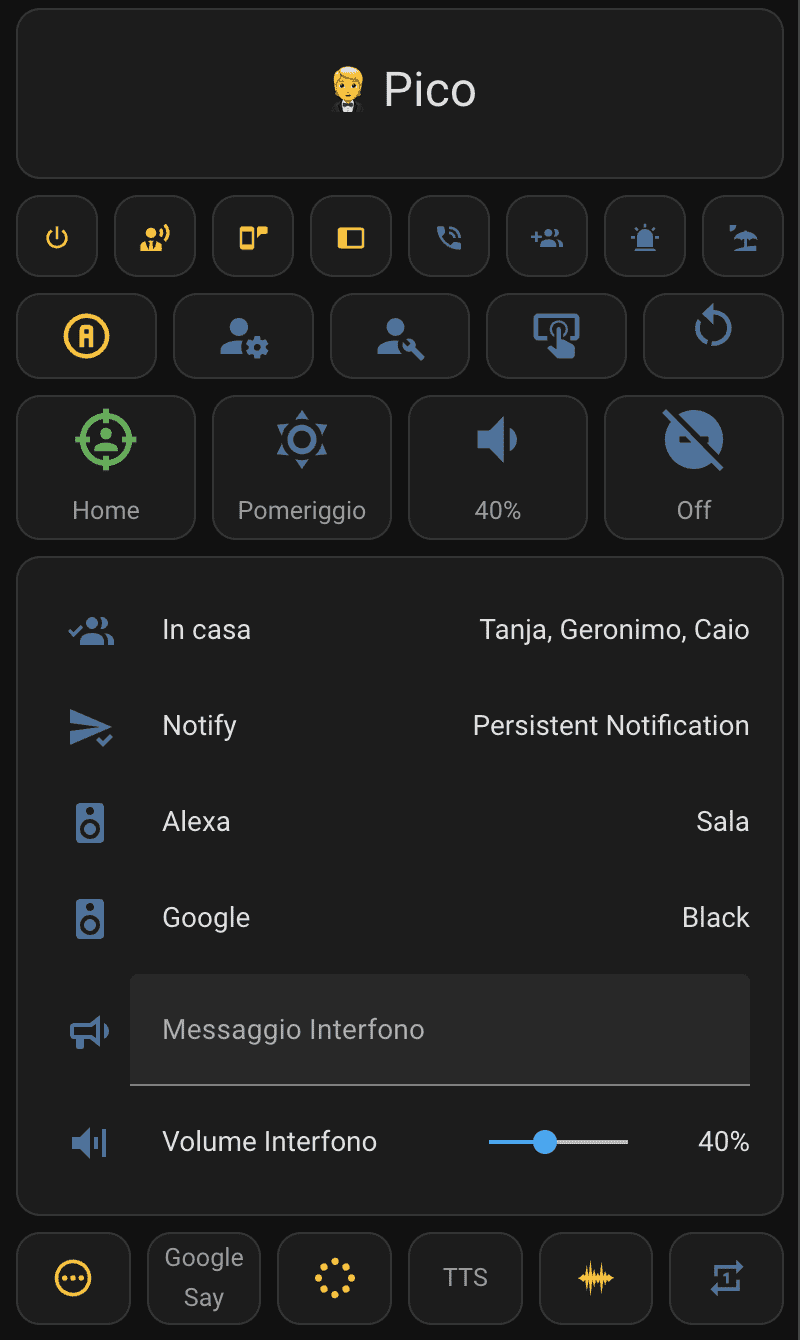 Pico
Home
Pomeriggio
40%
Off
In casa
Tanja, Geronimo, Caio
Notify
Persistent Notification
Alexa
Sala
Google
Black
Messaggio Interfono
Volume Interfono
40%
Google
Say
TTS